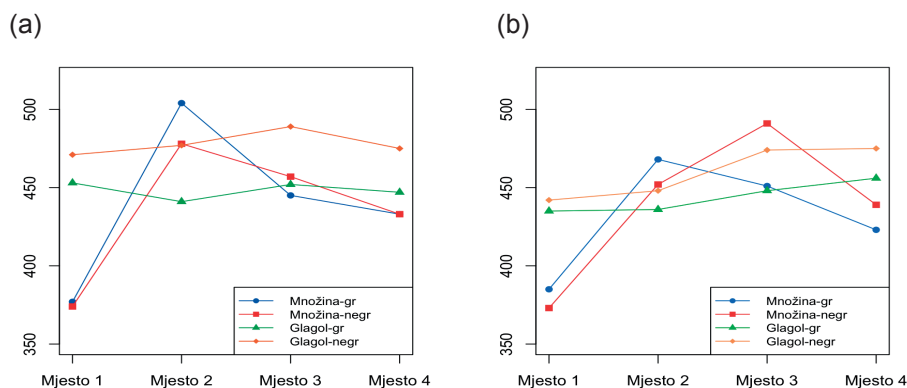 (a)
500
450
400
350
Mjesto 1 Mjesto 2 Mjesto 3 Mjesto 4
Množina-gr
Množina-negr
Glagol-gr
Glagol-negr
(b)
500
450
400
350
Mjesto 1 Mjesto 2 Mjesto 3 Mjesto 4
Množina-gr
Množina-negr
Glagol-gr
Glagol-negr